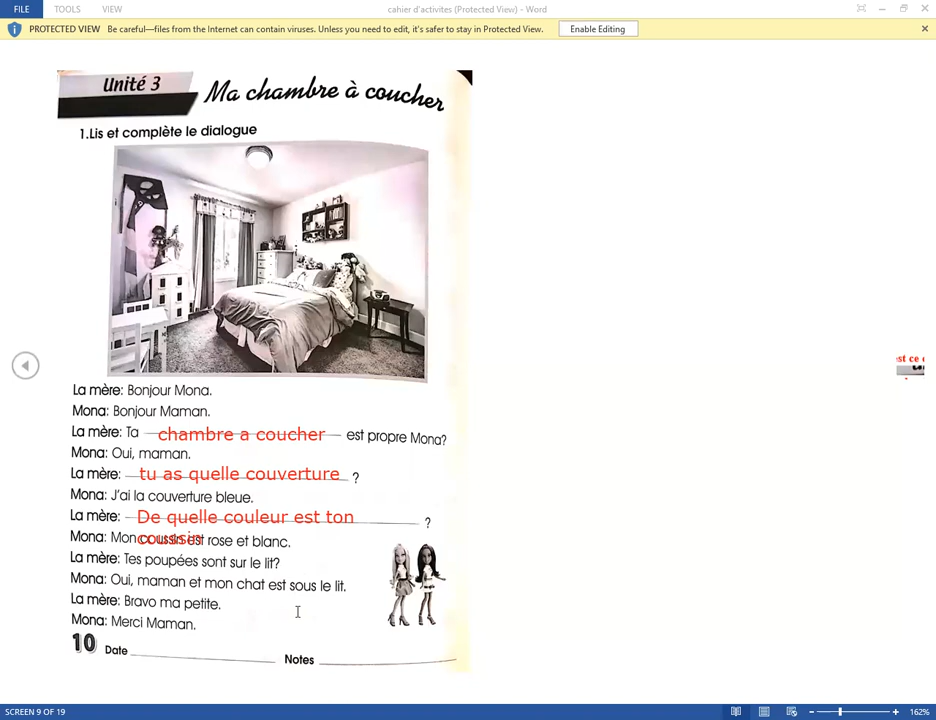 FILE TOOLS VIEW cahier d'activites (Protected View) - Word
PROTECTED VIEW Be careful—files from the Internet can contain viruses. Unless you need to edit, it's safer to stay in Protected View. Enable Editing
Unité 3 Ma chambre à coucher
1.Lis et complète le dialogue
La mère: Bonjour Mona.
Mona: Bonjour Maman.
La mère: Ta chambre a coucher est propre Mona?
Mona: Oui, maman.
La mère: tu as quelle couverture ?
Mona: J'ai la couverture bleue.
La mère: De quelle couleur est ton ?
coussin
Mona: Mon coussin est rose et blanc.
La mère: Tes poupées sont sur le lit?
Mona: Oui, maman et mon chat est sous le lit.
La mère: Bravo ma petite.
Mona: Merci Maman.
10 Date Notes
st ce
SCREEN 9 OF 19 162%